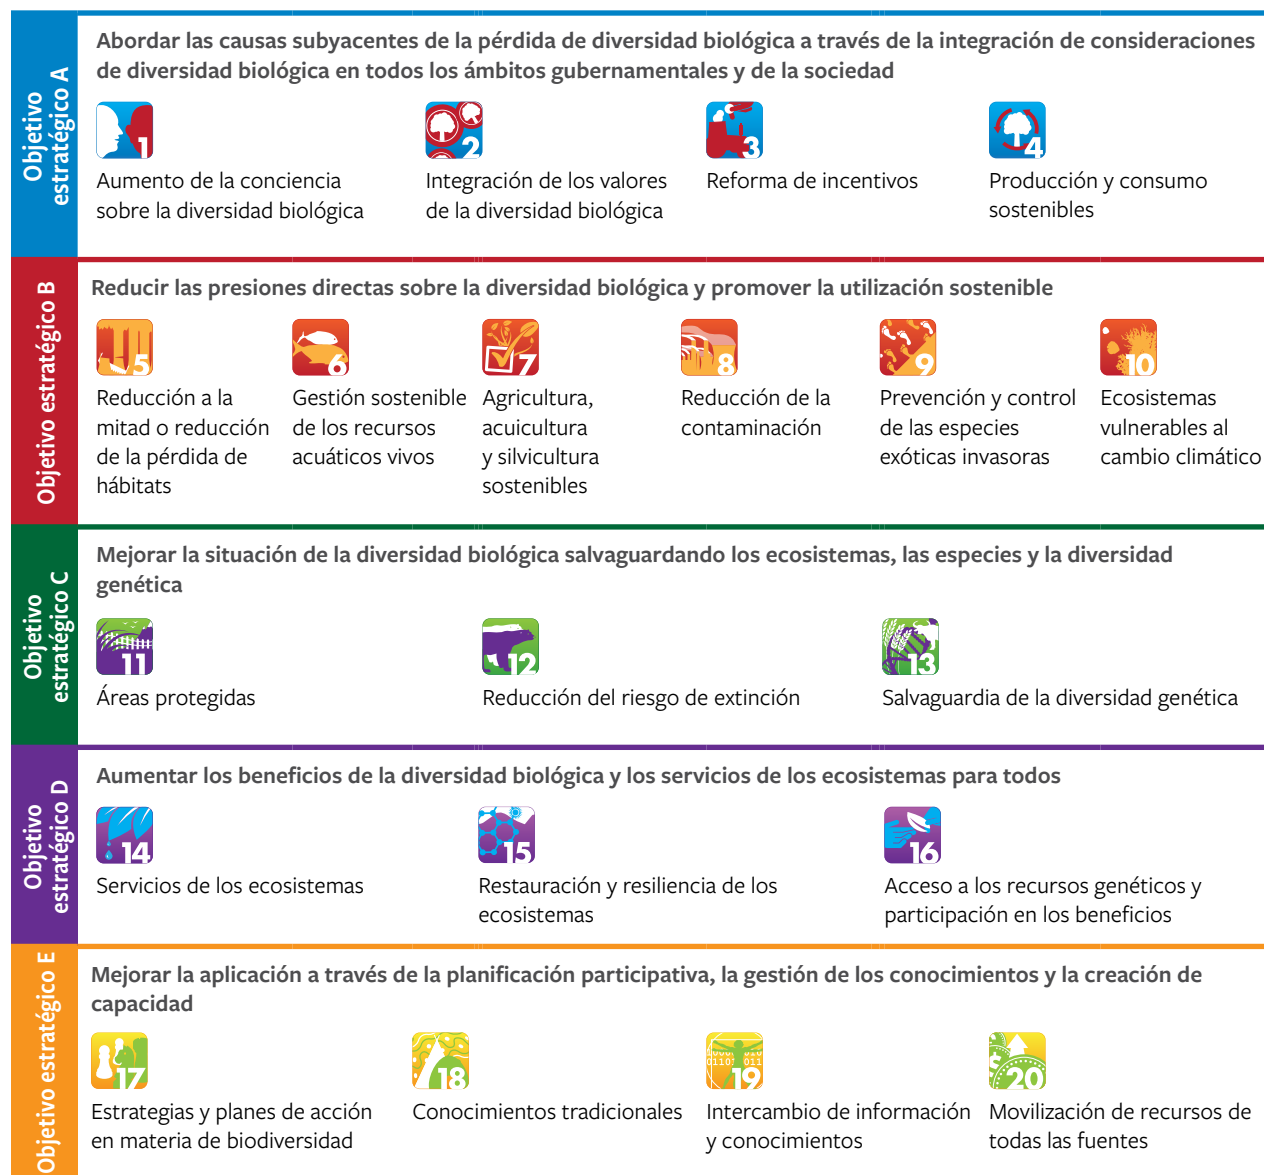 Objetivo
estratégico A
Abordar las causas subyacentes de la pérdida de diversidad biológica a través de la integración de consideraciones
de diversidad biológica en todos los ámbitos gubernamentales y de la sociedad
1
Aumento de la conciencia
sobre la diversidad biológica
2
Integración de los valores
de la diversidad biológica
3
Reforma de incentivos
4
Producción y consumo
sostenibles
Objetivo estratégico B
Reducir las presiones directas sobre la diversidad biológica y promover la utilización sostenible
5
Reducción a la
mitad o reducción
de la pérdida de
hábitats
6
Gestión sostenible
de los recursos
acuáticos vivos
7
Agricultura,
acuicultura
y silvicultura
sostenibles
8
Reducción de la
contaminación
9
Prevención y control
de las especies
exóticas invasoras
10
Ecosistemas
vulnerables al
cambio climático
Objetivo
estratégico C
Mejorar la situación de la diversidad biológica salvaguardando los ecosistemas, las especies y la diversidad
genética
11
Áreas protegidas
12
Reducción del riesgo de extinción
13
Salvaguardia de la diversidad genética
Objetivo
estratégico D
Aumentar los beneficios de la diversidad biológica y los servicios de los ecosistemas para todos
14
Servicios de los ecosistemas
15
Restauración y resiliencia de los
ecosistemas
16
Acceso a los recursos genéticos y
participación en los beneficios
Objetivo estratégico E
Mejorar la aplicación a través de la planificación participativa, la gestión de los conocimientos y la creación de
capacidad
17
Estrategias y planes de acción
en materia de biodiversidad
18
Conocimientos tradicionales
19
Intercambio de información
y conocimientos
20
Movilización de recursos de
todas las fuentes